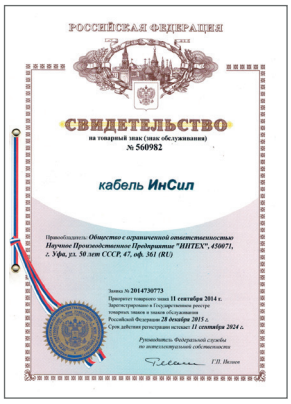 РОССИЙСКАЯ ФЕДЕРАЦИЯ
СВИДЕТЕЛЬСТВО
на товарный знак (знак обслуживания)
№ 560982
кабель ИнСил
Правообладатель: Общество с ограниченной ответственностью
Научное Производственное Предприятие "ИНТЕХ", 450071,
г. Уфа, ул. 50 лет СССР, 47, оф. 361 (RU)
Заявка № 2014730773
Приоритет товарного знака 11 сентября 2014 г.
Зарегистрировано в Государственном реестре
товарных знаков и знаков обслуживания
Российской Федерации 28 декабря 2015 г.
Срок действия регистрации истекает 11 сентября 2024 г.
Руководитель Федеральной службы
по интеллектуальной собственности
Г.П. Ивлиев